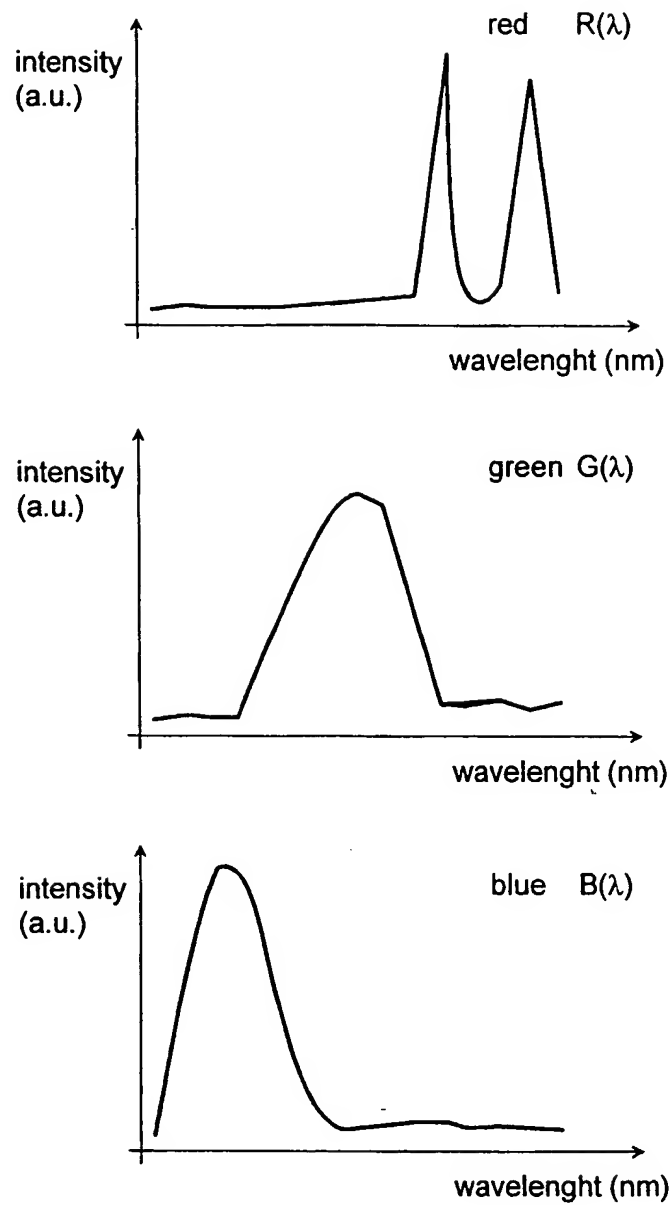 red R(λ)
intensity
(a.u.)
wavelenght (nm)
green G(λ)
intensity
(a.u.)
wavelenght (nm)
blue B(λ)
intensity
(a.u.)
wavelenght (nm)